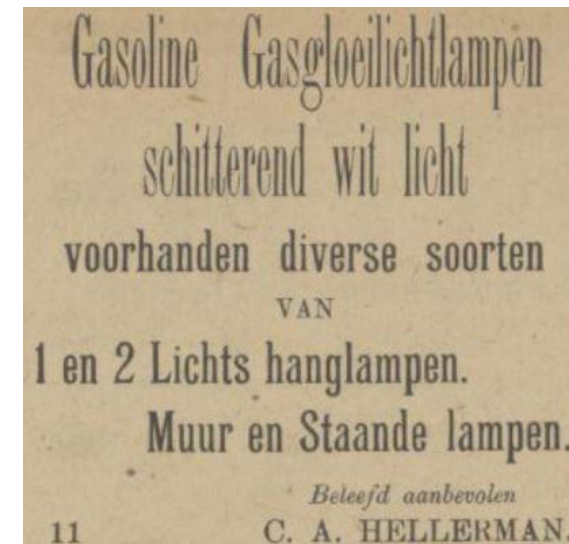 Gasoline Gasgloeilichtlampen
schitterend wit licht
voorhanden diverse soorten
VAN
1 en 2 Lichts hanglampen.
Muur en Staande lampen.
Beleefd aanbevolen
11 C. A. HELLERMAN.